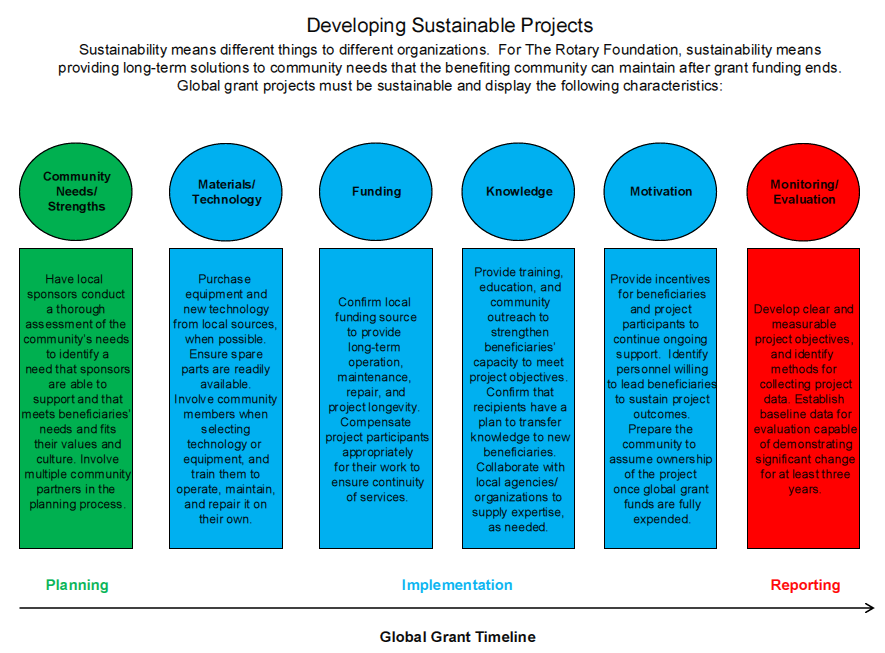 Developing Sustainable Projects
Sustainability means different things to different organizations.  For The Rotary Foundation, sustainability means
providing long-term solutions to community needs that the benefiting community can maintain after grant funding ends.
Global grant projects must be sustainable and display the following characteristics:
Community
Needs/
Strengths
Materials/
Technology
Funding
Knowledge
Motivation
Monitoring/
Evaluation
Have local
sponsors conduct
a thorough
assessment of the
community's needs
to identify a
need that sponsors
are able to
support and that
meets beneficiaries'
needs and fits
their values and
culture. Involve
multiple community
partners in the
planning process.
Purchase
equipment and
new technology
from local sources,
when possible.
Ensure spare
parts are readily
available.
Involve community
members when
selecting
technology or
equipment, and
train them to
operate, maintain,
and repair it on
their own.
Confirm local
funding source
to provide
long-term
operation,
maintenance,
repair, and
project longevity.
Compensate
project participants
appropriately
for their work to
ensure continuity
of services.
Provide training,
education, and
community
outreach to
strengthen
beneficiaries'
capacity to meet
project objectives.
Confirm that
recipients have a
plan to transfer
knowledge to new
beneficiaries.
Collaborate with
local agencies/
organizations to
supply expertise,
as needed.
Provide incentives
for beneficiaries
and project
participants to
continue ongoing
support.  Identify
personnel willing
to lead beneficiaries
to sustain project
outcomes.
Prepare the
community to
assume ownership
of the project
once global grant
funds are fully
expended.
Develop clear and
measurable
project objectives,
and identify
methods for
collecting project
data. Establish
baseline data for
evaluation capable
of demonstrating
significant change
for at least three
years.
Planning
Implementation
Reporting
Global Grant Timeline